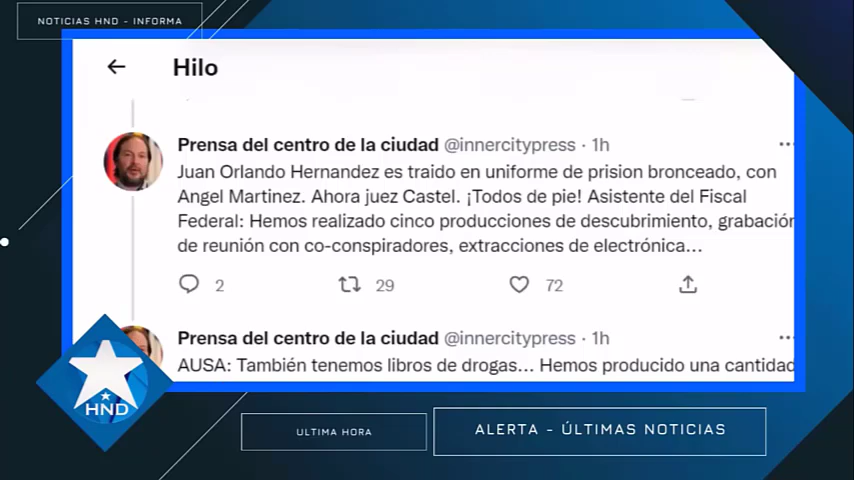 NOTICIAS HND - INFORMA
Hilo
Prensa del centro de la ciudad @innercitypress · 1h
Juan Orlando Hernandez es traido en uniforme de prision bronceado, con
Angel Martinez. Ahora juez Castel. ¡Todos de pie! Asistente del Fiscal
Federal: Hemos realizado cinco producciones de descubrimiento, grabación
de reunión con co-conspiradores, extracciones de electrónica...
2 29 72
Prensa del centro de la ciudad @innercitypress · 1h
AUSA: También tenemos libros de drogas... Hemos producido una cantidad
HND
ULTIMA HORA
ALERTA - ÚLTIMAS NOTICIAS